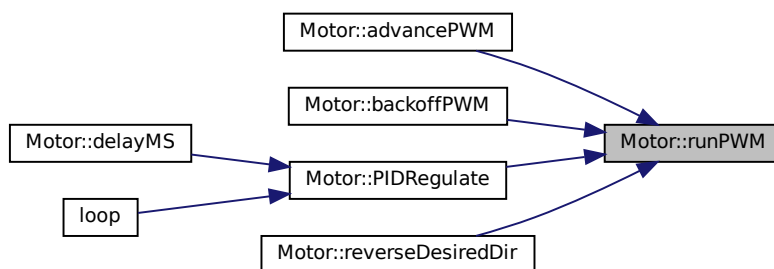 Motor::advancePWM
Motor::backoffPWM
Motor::runPWM
Motor::delayMS
Motor::PIDRegulate
loop
Motor::reverseDesiredDir